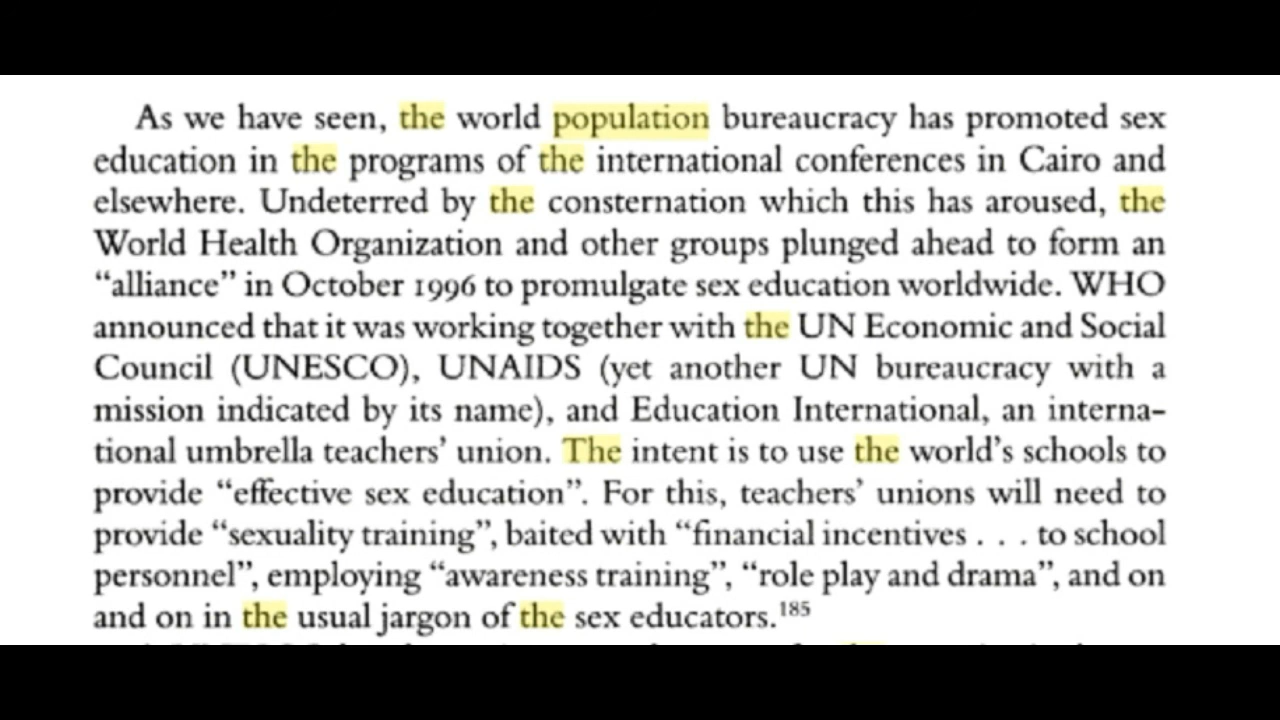 As we have seen, the world population bureaucracy has promoted sex
education in the programs of the international conferences in Cairo and
elsewhere. Undeterred by the consternation which this has aroused, the
World Health Organization and other groups plunged ahead to form an
“alliance” in October 1996 to promulgate sex education worldwide. WHO
announced that it was working together with the UN Economic and Social
Council (UNESCO), UNAIDS (yet another UN bureaucracy with a
mission indicated by its name), and Education International, an interna-
tional umbrella teachers’ union. The intent is to use the world’s schools to
provide “effective sex education”. For this, teachers’ unions will need to
provide “sexuality training”, baited with “financial incentives . . . to school
personnel”, employing “awareness training”, “role play and drama”, and on
and on in the usual jargon of the sex educators.185